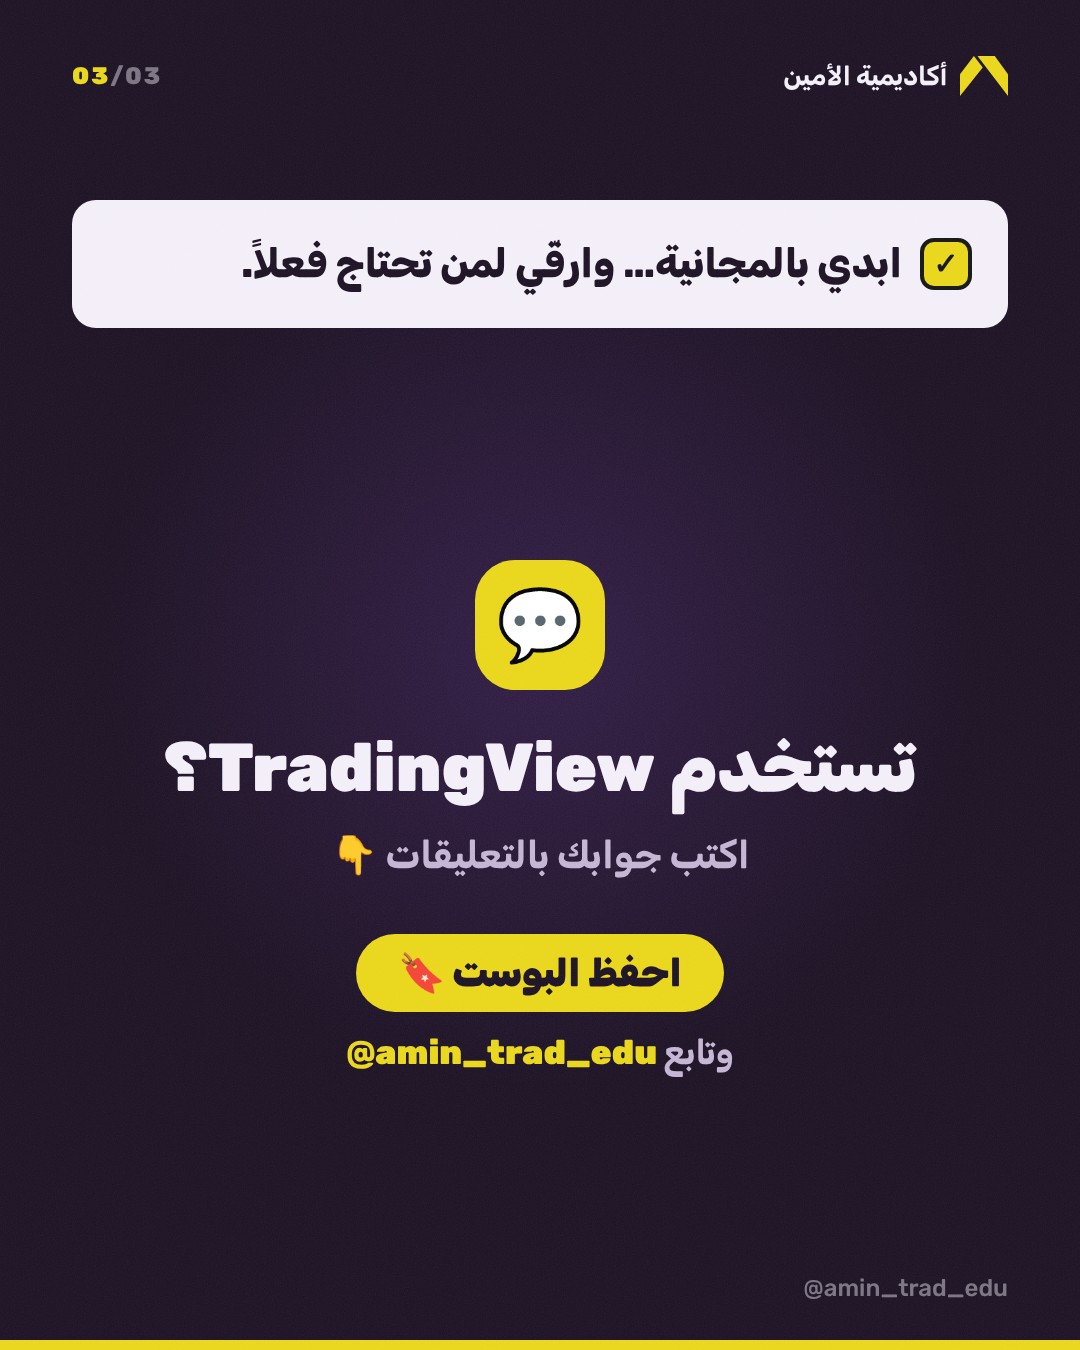 أكاديمية الأمين
03/03
✓ ابدي بالمجانية... وارقّي لمن تحتاج فعلاً.
تستخدم TradingView؟
اكتب جوابك بالتعليقات 👇
احفظ البوست 🔖
وتابع @amin_trad_edu
@amin_trad_edu